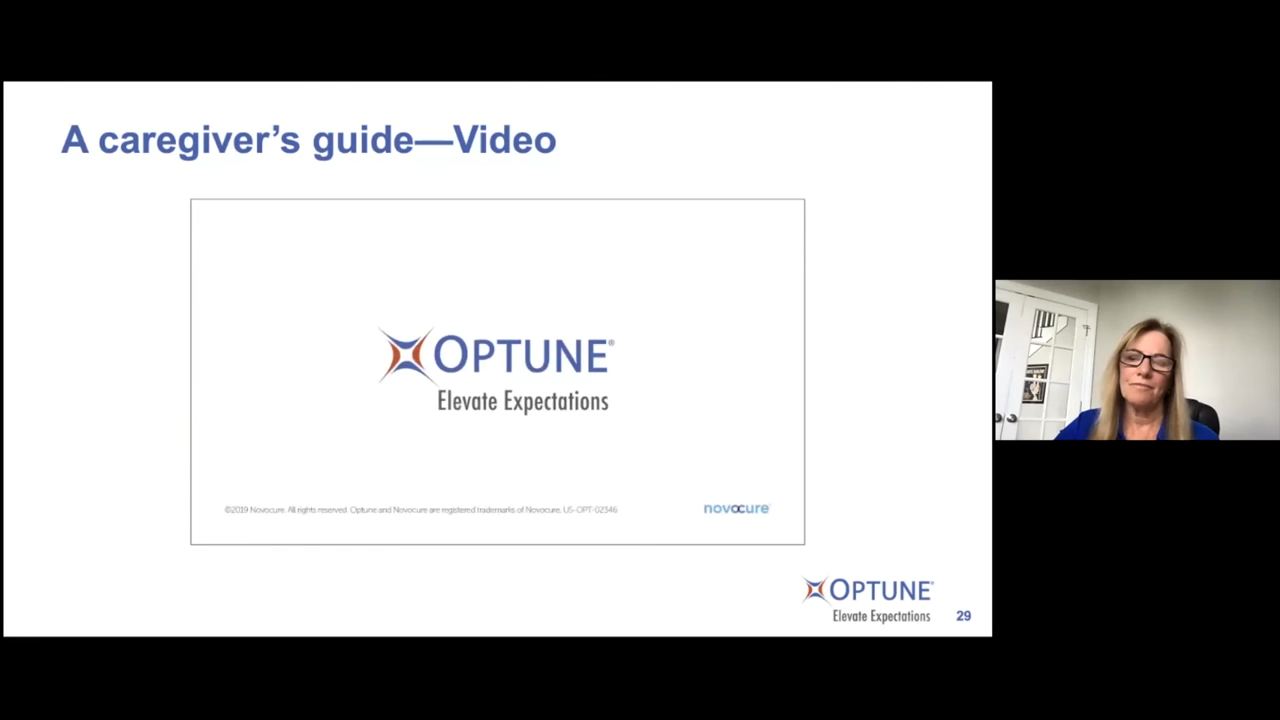 A caregiver's guide—Video
OPTUNE®
Elevate Expectations
©2019 Novocure. All rights reserved. Optune and Novocure are registered trademarks of Novocure. US-OPT-02346
novocure®
OPTUNE®
Elevate Expectations
29